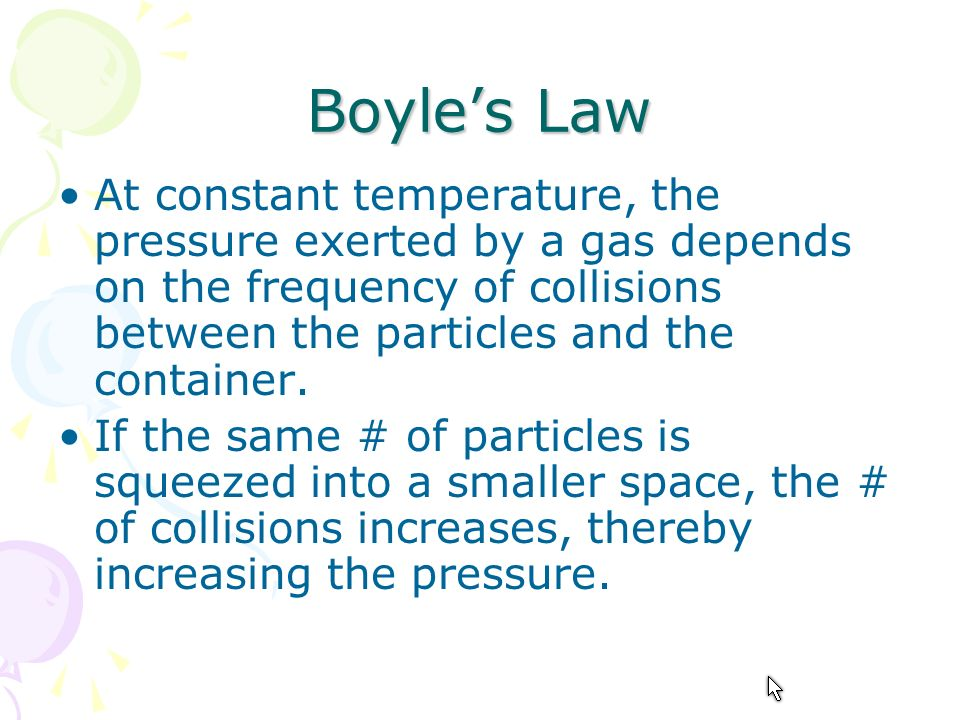 Boyle’s Law
•At constant temperature, the
pressure exerted by a gas depends
on the frequency of collisions
between the particles and the
container.
•If the same # of particles is
squeezed into a smaller space, the #
of collisions increases, thereby
increasing the pressure.